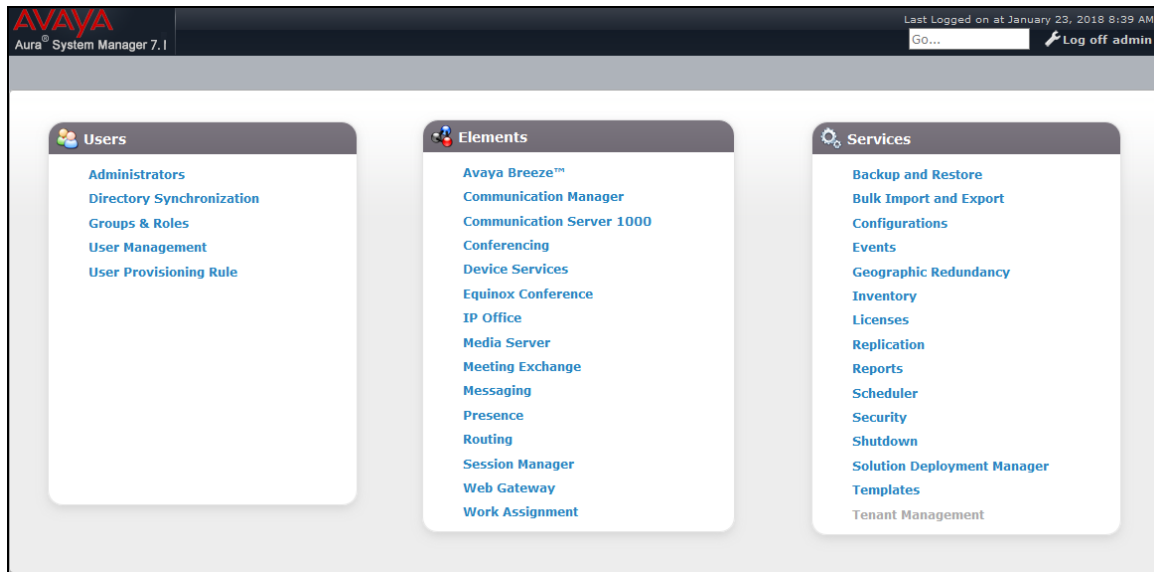 AVAYA
Aura® System Manager 7.1
Last Logged on at January 23, 2018 8:39 AM
Go...
Log off admin
Users
Administrators
Directory Synchronization
Groups & Roles
User Management
User Provisioning Rule
Elements
Avaya Breeze™
Communication Manager
Communication Server 1000
Conferencing
Device Services
Equinox Conference
IP Office
Media Server
Meeting Exchange
Messaging
Presence
Routing
Session Manager
Web Gateway
Work Assignment
Services
Backup and Restore
Bulk Import and Export
Configurations
Events
Geographic Redundancy
Inventory
Licenses
Replication
Reports
Scheduler
Security
Shutdown
Solution Deployment Manager
Templates
Tenant Management